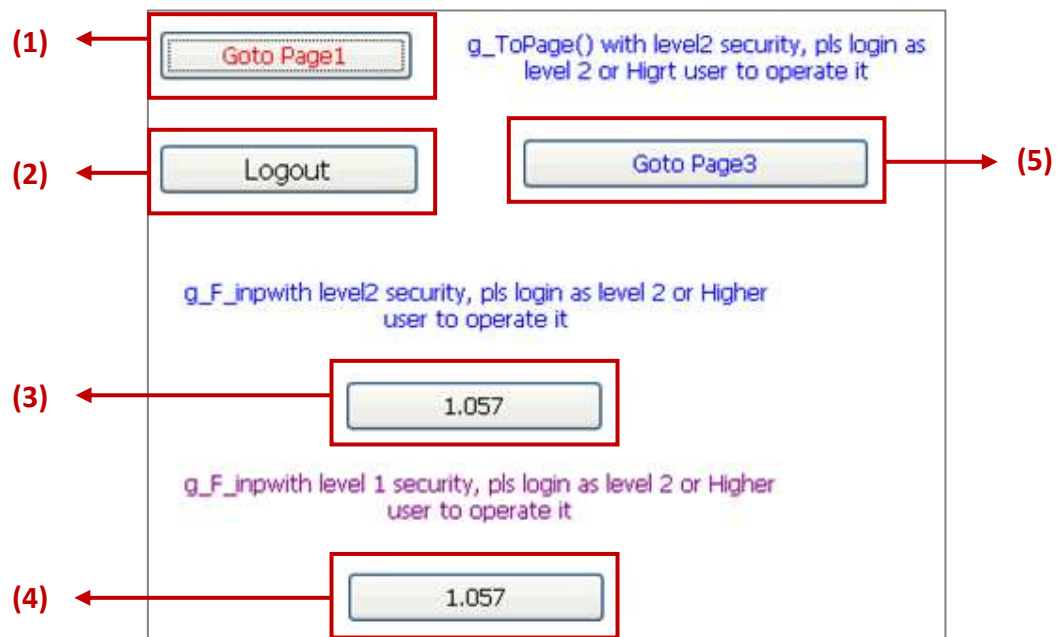 (1)
Goto Page1
g_ToPage() with level2 security, pls login as
level 2 or Higrt user to operate it
(2)
Logout
Goto Page3
(5)
g_F_inpwith level2 security, pls login as level 2 or Higher
user to operate it
(3)
1.057
g_F_inpwith level 1 security, pls login as level 2 or Higher
user to operate it
(4)
1.057